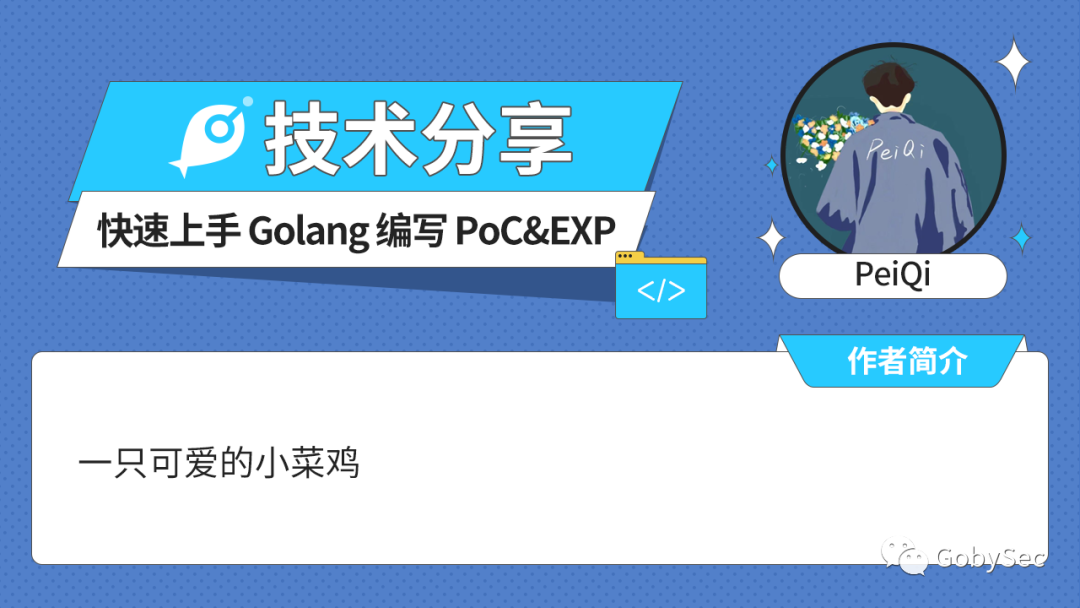 技术分享
快速上手 Golang 编写 PoC&EXP
</>
PeiQi
PeiQi
作者简介
一只可爱的小菜鸡
GobySec